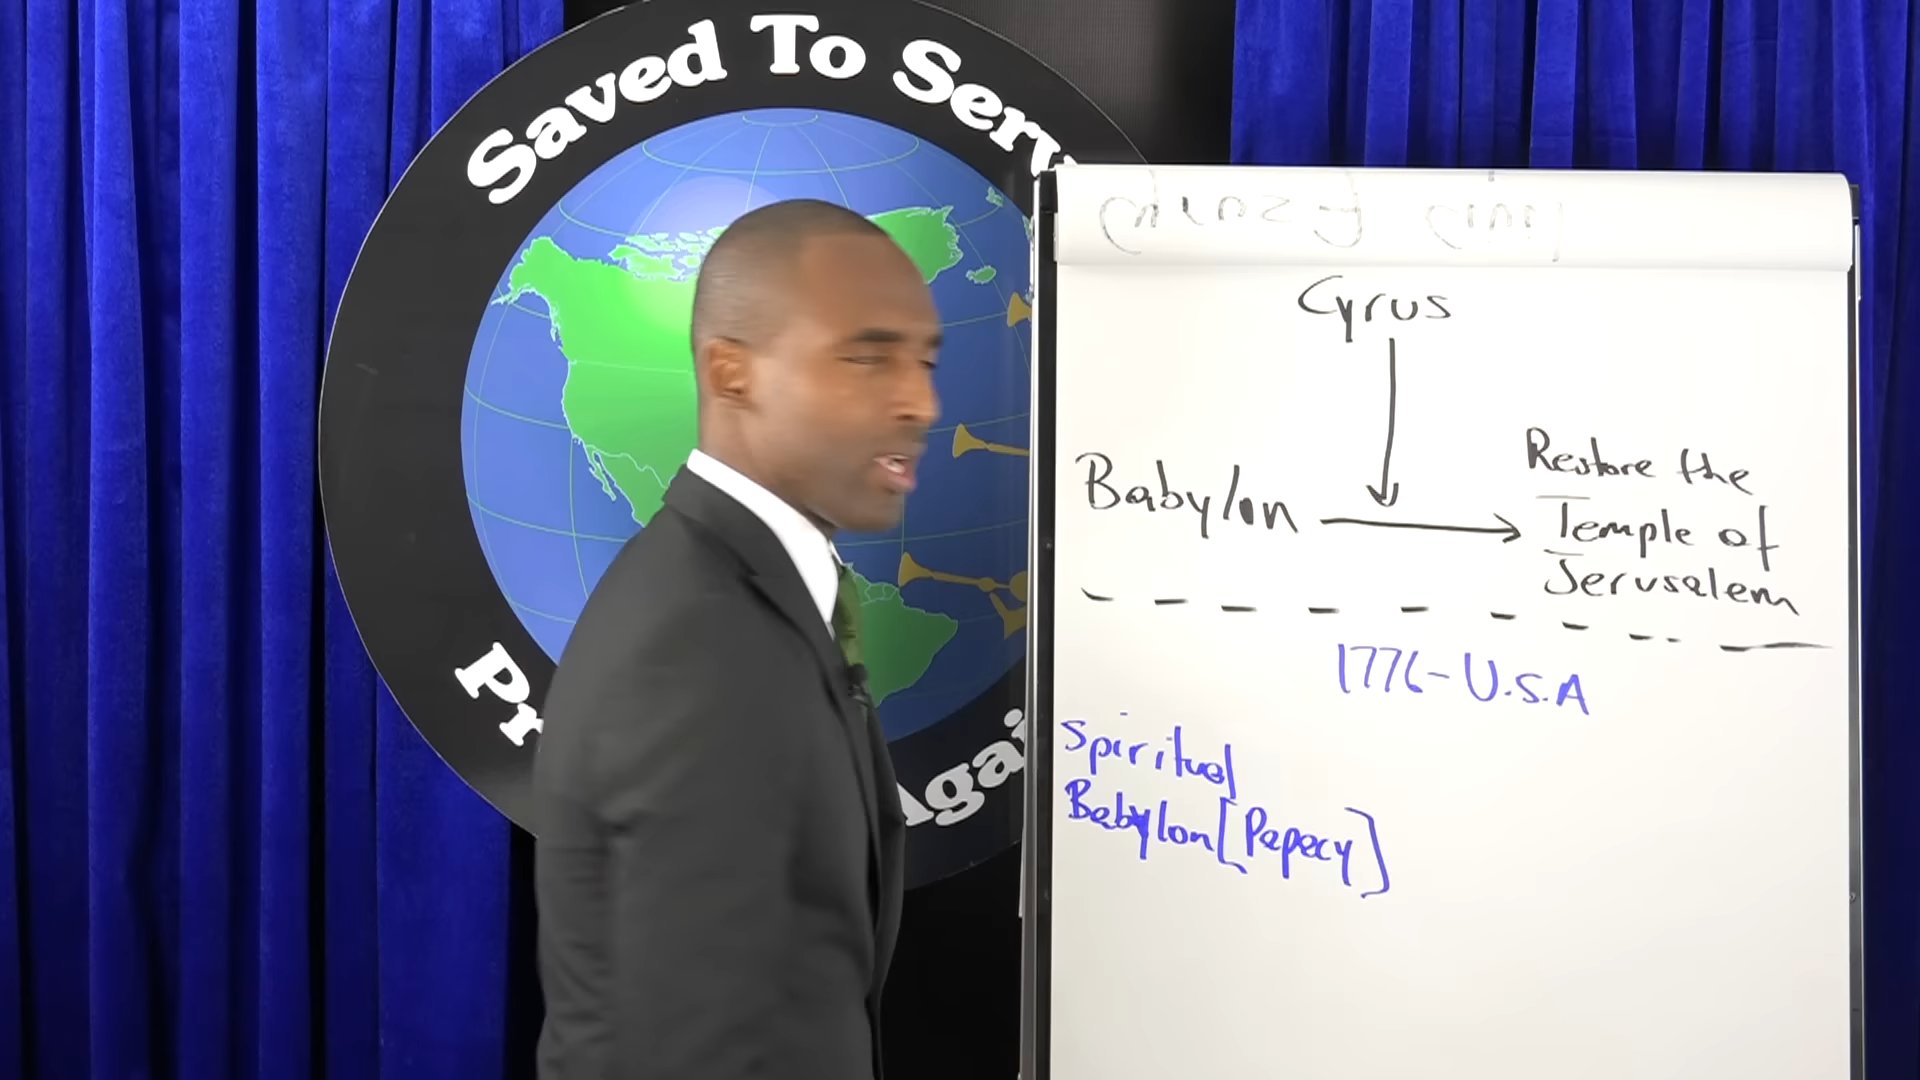 Saved To Serv
Pr
Agai
Cyrus
Babylon
Restore the
Temple of
Jerusalem
1776-U.S.A
Spiritual
Babylon [Papacy]